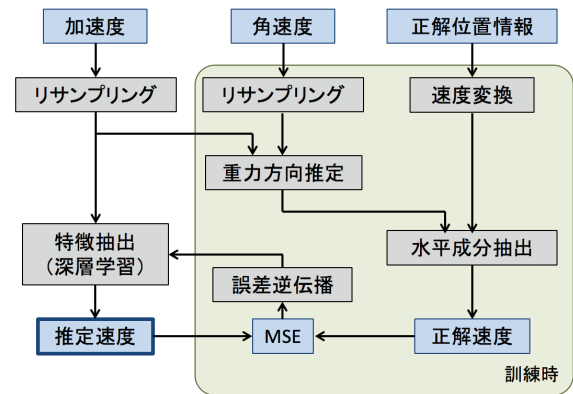 加速度
角速度
正解位置情報
リサンプリング
リサンプリング
速度変換
重力方向推定
特徴抽出
（深層学習）
水平成分抽出
誤差逆伝播
推定速度
MSE
正解速度
訓練時